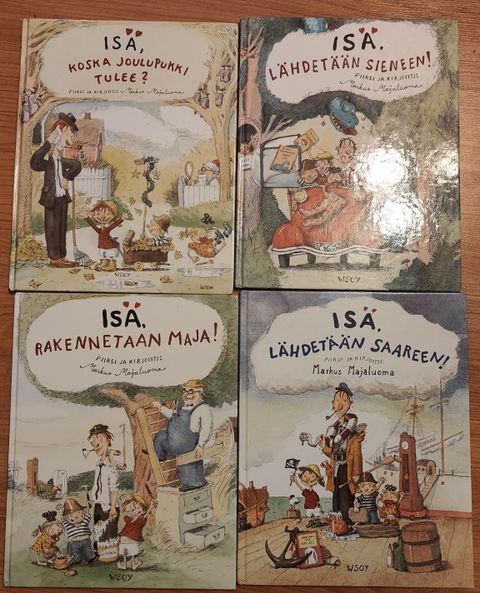 ISÄ,
KOSKA JOULUPUKKI
TULEE?
PIIRSI JA KIRJOITTI Markus Majaluoma
WSOY
ISÄ,
LÄHDETÄÄN SIENEEN!
PIIRSI JA KIRJOITTI
Markus Majaluoma
WSOY
ISÄ,
RAKENNETAAN MAJA!
PIIRSI JA KIRJOITTI
Markus Majaluoma
WSOY
ISÄ,
LÄHDETÄÄN SAAREEN!
PIIRSI JA KIRJOITTI
Markus Majaluoma
WSOY